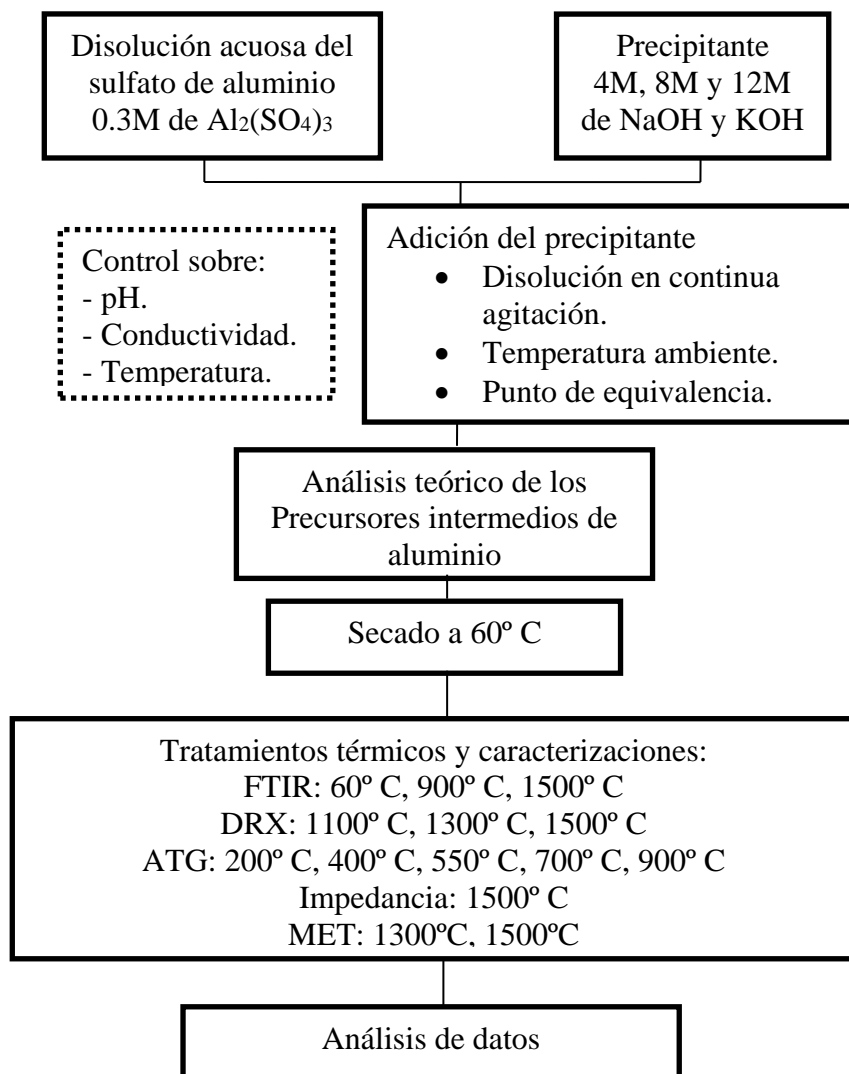 Disolución acuosa del
sulfato de aluminio
0.3M de Al₂(SO₄)₃
Precipitante
4M, 8M y 12M
de NaOH y KOH
Control sobre:
- pH.
- Conductividad.
- Temperatura.
Adición del precipitante
• Disolución en continua
agitación.
• Temperatura ambiente.
• Punto de equivalencia.
Análisis teórico de los
Precursores intermedios de
aluminio
Secado a 60º C
Tratamientos térmicos y caracterizaciones:
FTIR: 60º C, 900º C, 1500º C
DRX: 1100º C, 1300º C, 1500º C
ATG: 200º C, 400º C, 550º C, 700º C, 900º C
Impedancia: 1500º C
MET: 1300ºC, 1500ºC
Análisis de datos